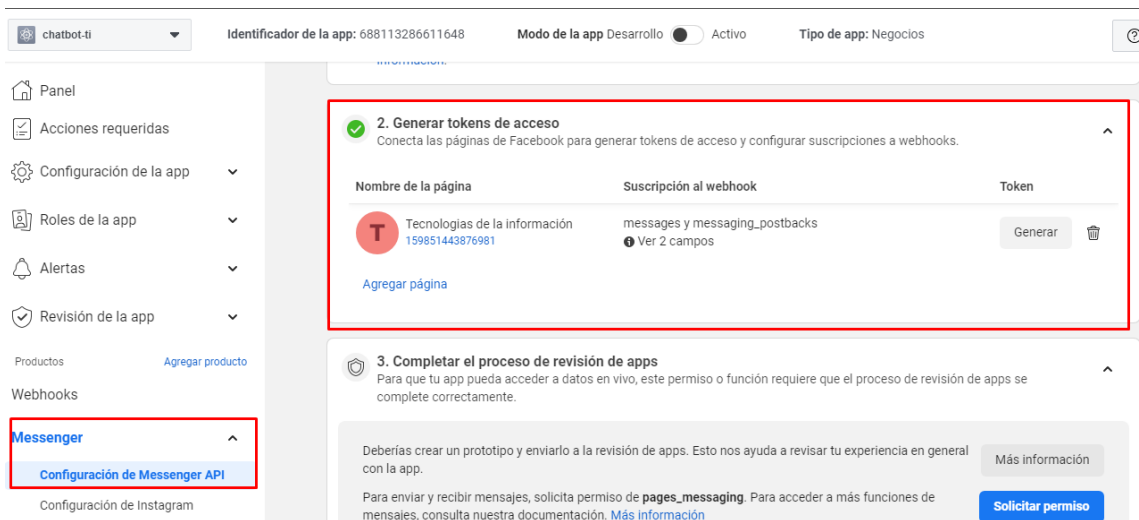 chatbot-ti
Identificador de la app: 688113286611648
Modo de la app Desarrollo
Activo
Tipo de app: Negocios
información.
Panel
Acciones requeridas
Configuración de la app
Roles de la app
Alertas
Revisión de la app
Productos
Agregar producto
Webhooks
Messenger
Configuración de Messenger API
Configuración de Instagram
2. Generar tokens de acceso
Conecta las páginas de Facebook para generar tokens de acceso y configurar suscripciones a webhooks.
Nombre de la página
Suscripción al webhook
Token
T
Tecnologias de la información
159851443876981
messages y messaging_postbacks
Ver 2 campos
Generar
Agregar página
3. Completar el proceso de revisión de apps
Para que tu app pueda acceder a datos en vivo, este permiso o función requiere que el proceso de revisión de apps se
complete correctamente.
Deberías crear un prototipo y enviarlo a la revisión de apps. Esto nos ayuda a revisar tu experiencia en general
con la app.
Más información
Para enviar y recibir mensajes, solicita permiso de pages_messaging. Para acceder a más funciones de
mensajes, consulta nuestra documentación. Más información
Solicitar permiso